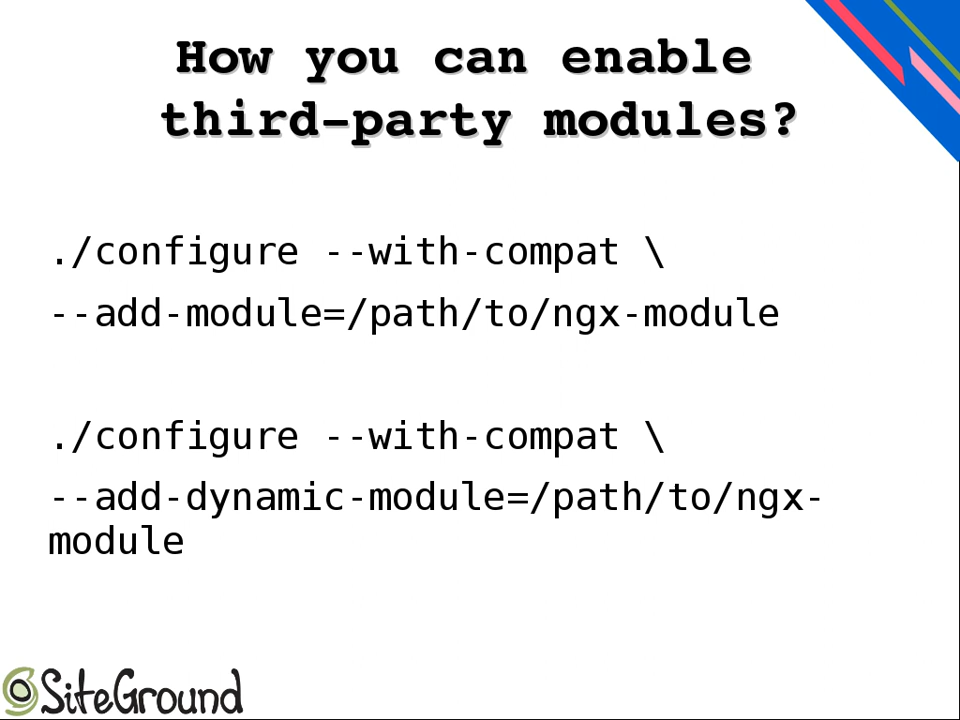 How you can enable
third-party modules?
./configure --with-compat \
--add-module=/path/to/ngx-module
./configure --with-compat \
--add-dynamic-module=/path/to/ngx-
module
SiteGround